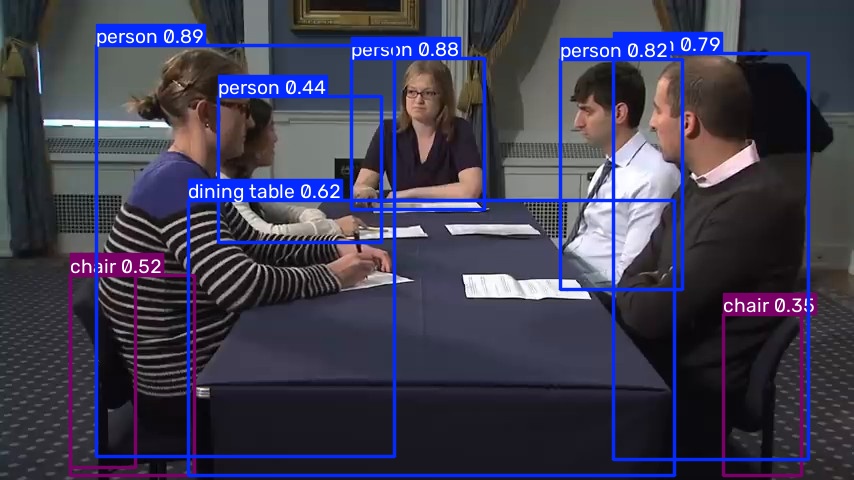 person 0.89
person 0.88
person 0.82
0.79
person 0.44
dining table 0.62
chair 0.52
chair 0.35